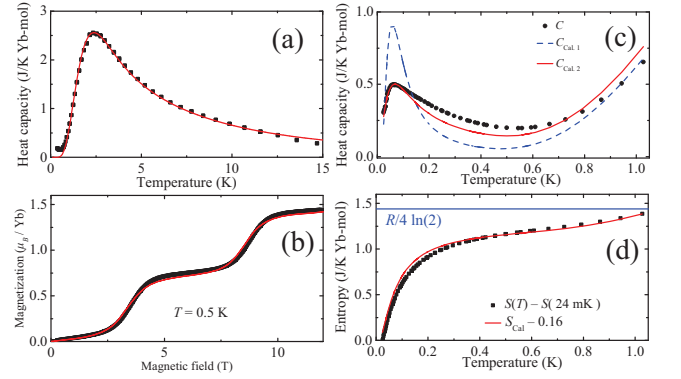 Heat capacity (J/K Yb-mol)
3
2
1
0
0
5
10
15
Temperature (K)
(a)
Heat capacity (J/K Yb-mol)
1.0
0.5
0.0
0.0
0.2
0.4
0.6
0.8
1.0
Temperature (K)
(c)
C
C Cal. 1
C Cal. 2
Magnetization (μB / Yb)
1.5
1.0
0.5
0.0
0
5
10
Magnetic field (T)
(b)
T = 0.5 K
Entropy (J/K Yb-mol)
1.5
1.0
0.5
0.0
0.0
0.2
0.4
0.6
0.8
1.0
Temperature (K)
R/4 ln(2)
(d)
S(T) − S( 24 mK )
SCal − 0.16